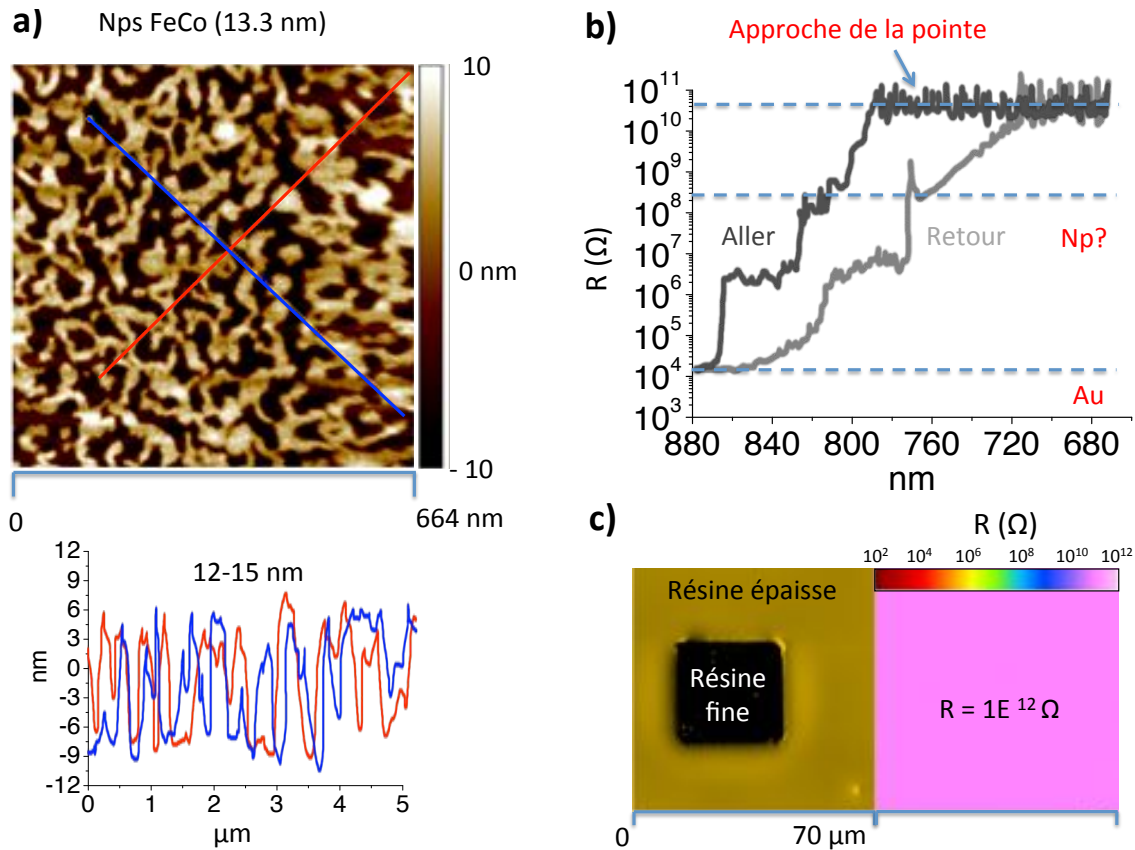 a)
Nps FeCo (13.3 nm)
10
0 nm
- 10
0
664 nm
12-15 nm
12
9
6
3
0
-3
-6
-9
-12
nm
0 1 2 3 4 5
µm
b)
Approche de la pointe
10¹¹
10¹⁰
10⁹
10⁸
10⁷
10⁶
10⁵
10⁴
10³
R (Ω)
Aller
Retour
Np?
Au
880 840 800 760 720 680
nm
c)
R (Ω)
10² 10⁴ 10⁶ 10⁸ 10¹⁰ 10¹²
Résine épaisse
Résine
fine
R = 1E ¹² Ω
0
70 µm